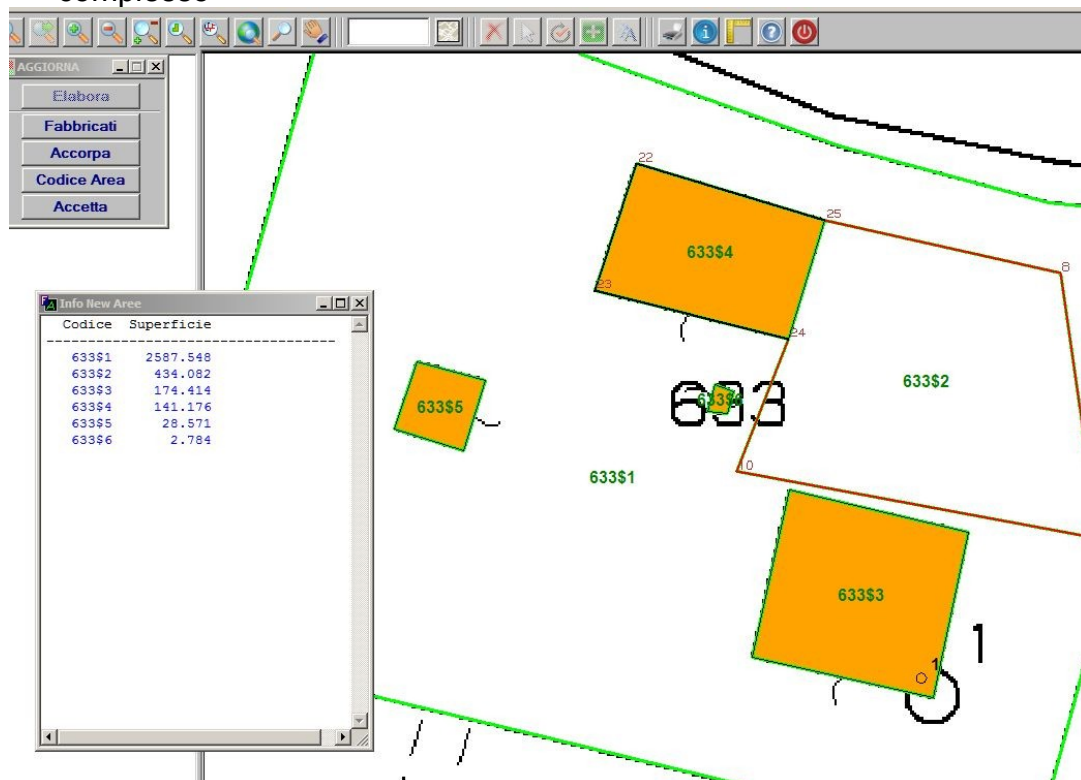 complesso
AGGIORNA
Elabora
Fabbricati
Accorpa
Codice Area
Accetta
Info New Aree
Codice Superficie
633$1 2587.548
633$2 434.082
633$3 174.414
633$4 141.176
633$5 28.571
633$6 2.784
22
25
633$4
8
23
24
633$2
633
633$6
633$5
10
633$1
633$3
1
1